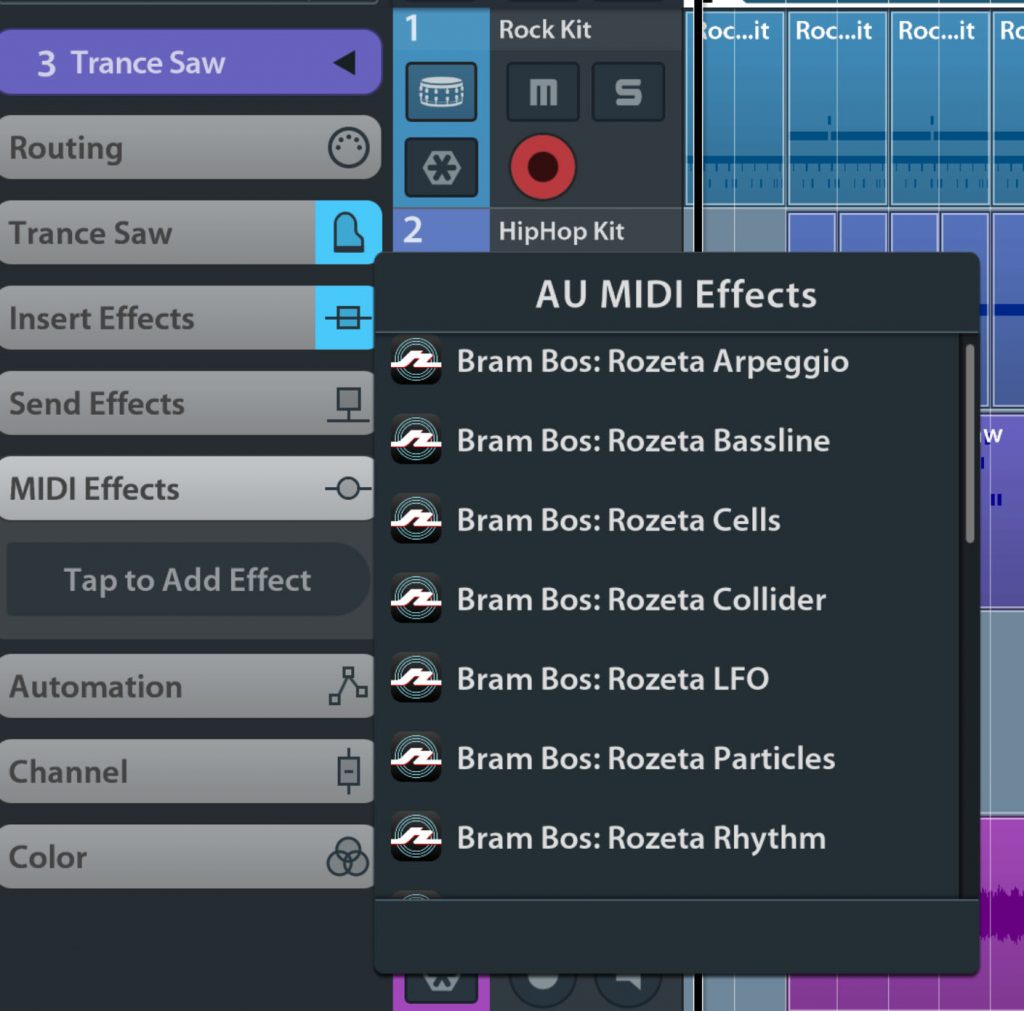 3 Trance Saw
Routing
Trance Saw
Insert Effects
Send Effects
MIDI Effects
Tap to Add Effect
Automation
Channel
Color
1 Rock Kit
M S
2 HipHop Kit
Roc...it Roc...it Roc...it Ro
w
AU MIDI Effects
Bram Bos: Rozeta Arpeggio
Bram Bos: Rozeta Bassline
Bram Bos: Rozeta Cells
Bram Bos: Rozeta Collider
Bram Bos: Rozeta LFO
Bram Bos: Rozeta Particles
Bram Bos: Rozeta Rhythm